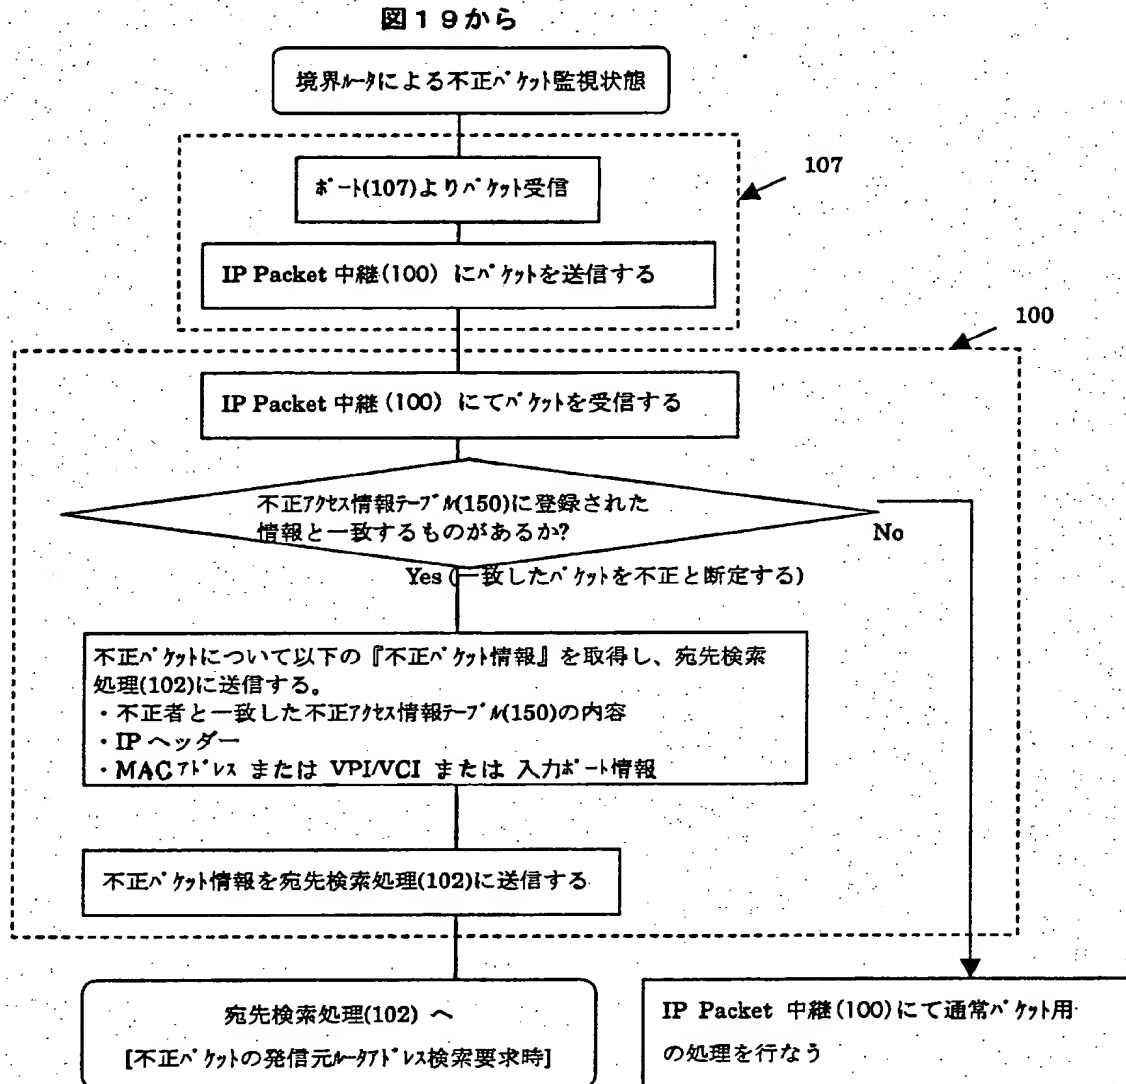 図19から
境界ﾙｰﾀによる不正ﾊﾟｹｯﾄ監視状態
107
ﾎﾟｰﾄ(107)よりﾊﾟｹｯﾄ受信
IP Packet 中継(100) にﾊﾟｹｯﾄを送信する
100
IP Packet 中継(100) にてﾊﾟｹｯﾄを受信する
不正ｱｸｾｽ情報ﾃｰﾌﾞﾙ(150)に登録された
情報と一致するものがあるか?
No
Yes (一致したﾊﾟｹｯﾄを不正と断定する)
不正ﾊﾟｹｯﾄについて以下の『不正ﾊﾟｹｯﾄ情報』を取得し、宛先検索
処理(102)に送信する。
・不正者と一致した不正ｱｸｾｽ情報ﾃｰﾌﾞﾙ(150)の内容
・IP ヘッダー
・MAC ｱﾄﾞﾚｽ または VPI/VCI または 入力ﾎﾟｰﾄ情報
不正ﾊﾟｹｯﾄ情報を宛先検索処理(102)に送信する
宛先検索処理(102) へ
[不正ﾊﾟｹｯﾄの発信元ﾙｰﾀｱﾄﾞﾚｽ検索要求時]
IP Packet 中継(100)にて通常ﾊﾟｹｯﾄ用
の処理を行なう